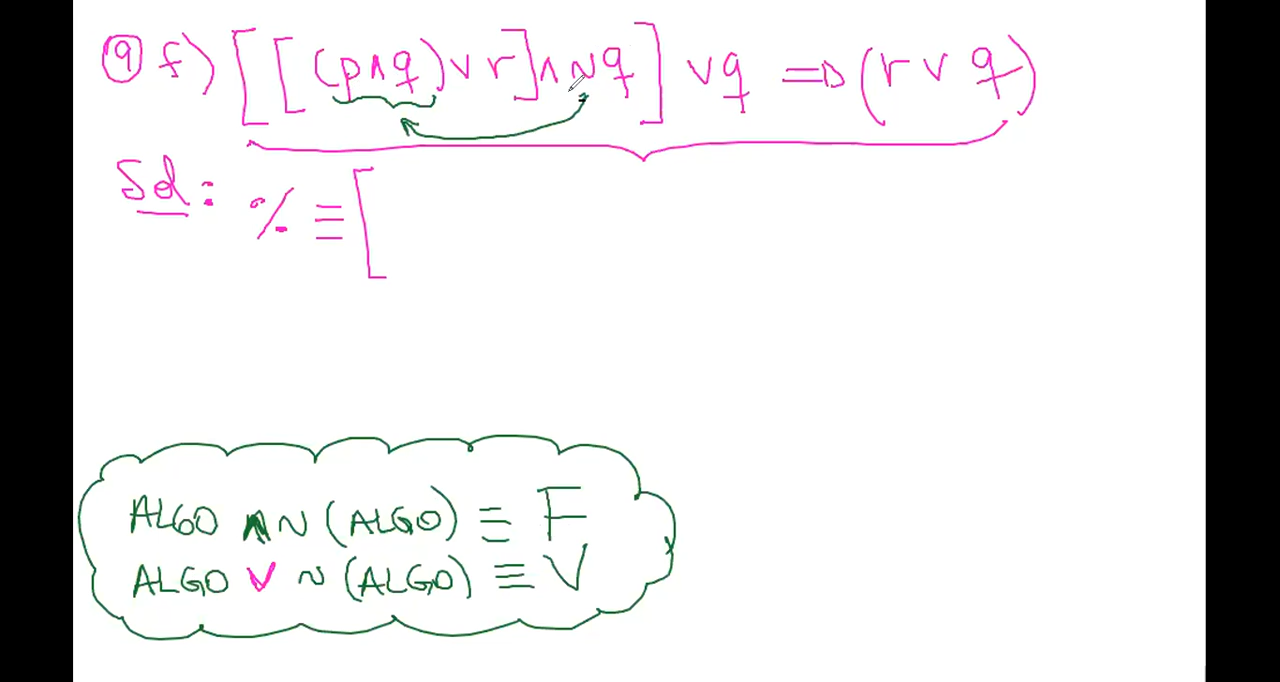 9 f) [[(p∧q)∨r]∧~q] ∨q ⇒(r∨q)
Sol: % ≡ [
ALGO ∧~(ALGO) ≡ F
ALGO V ~(ALGO) ≡ V